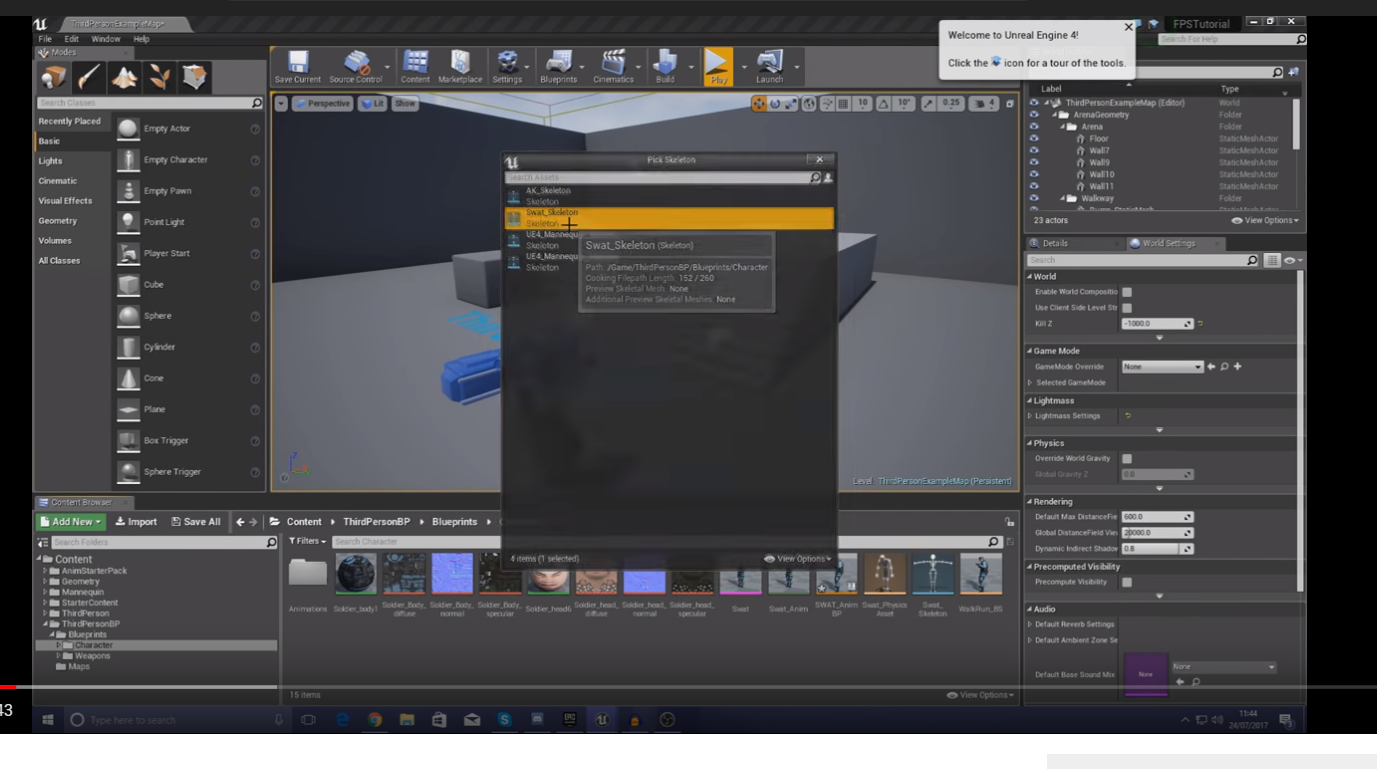 ThirdPersonExampleMap*
FPSTutorial
File Edit Window Help
Search For Help
Welcome to Unreal Engine 4!
Click the icon for a tour of the tools.
Modes
Search Classes
Recently Placed
Basic
Lights
Cinematic
Visual Effects
Geometry
Volumes
All Classes
Empty Actor
Empty Character
Empty Pawn
Point Light
Player Start
Cube
Sphere
Cylinder
Cone
Plane
Box Trigger
Sphere Trigger
Save Current Source Control Content Marketplace Settings Blueprints Cinematics Build Play Launch
Perspective Lit Show 10 10° 0.25 4
Pick Skeleton
Search Assets
AK_Skeleton
Skeleton
Swat_Skeleton
Skeleton
UE4_Mannequ
Skeleton
UE4_Mannequ
Skeleton
Swat_Skeleton (Skeleton)
Path: /Game/ThirdPersonBP/Blueprints/Character
Cooking Filepath Length: 152 / 260
Preview Skeletal Mesh: None
Additional Preview Skeletal Meshes: None
4 items (1 selected) View Options
Level: ThirdPersonExampleMap (Persistent)
Label Type
ThirdPersonExampleMap (Editor) World
ArenaGeometry Folder
Arena Folder
Floor StaticMeshActor
Wall7 StaticMeshActor
Wall9 StaticMeshActor
Wall10 StaticMeshActor
Wall11 StaticMeshActor
Walkway Folder
23 actors View Options
Details World Settings
Search
World
Enable World Compositio
Use Client Side Level Str
Kill Z -1000.0
Game Mode
GameMode Override None
Selected GameMode
Lightmass
Lightmass Settings
Physics
Override World Gravity
Global Gravity Z 0.0
Rendering
Default Max DistanceFie 600.0
Global DistanceField Vie 20000.0
Dynamic Indirect Shadow 0.8
Precomputed Visibility
Precompute Visibility
Audio
Default Reverb Settings
Default Ambient Zone Se
Default Base Sound Mix None None
Content Browser
Add New Import Save All Content ThirdPersonBP Blueprints
Search Folders
Filters Search Character
Content
AnimStarterPack
Geometry
Mannequin
StarterContent
ThirdPerson
ThirdPersonBP
Blueprints
Character
Weapons
Maps
Animations Soldier_body1 Soldier_Body_diffuse Soldier_Body_normal Soldier_Body_specular Soldier_head6 Soldier_head_diffuse Soldier_head_normal Soldier_head_specular Swat Swat_Anim SWAT_Anim BP Swat_Physics Asset Swat_Skeleton WalkRun_BS
15 items View Options
43
Type here to search
11:44
24/07/2017